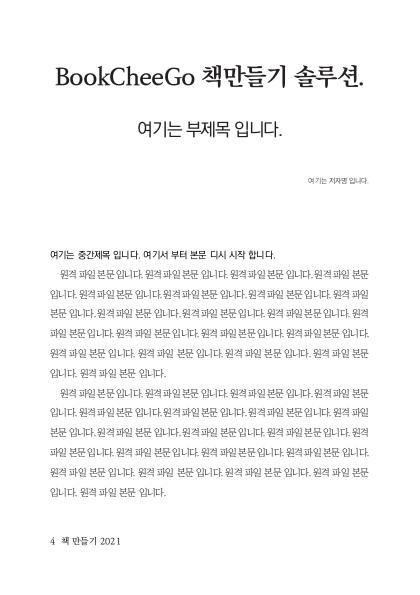 BookCheeGo 책만들기 솔루션.
여기는 부제목 입니다.
여기는 저자명 입니다.
여기는 중간제목 입니다. 여기서 부터 본문 디시 시작 합니다.
원격 파일 본문 입니다. 원격 파일 본문 입니다. 원격 파일 본문 입니다. 원격 파일 본문
입니다. 원격 파일 본문 입니다. 원격 파일 본문 입니다. 원격 파일 본문 입니다. 원격 파일
본문 입니다. 원격 파일 본문 입니다. 원격 파일 본문 입니다. 원격 파일 본문 입니다. 원격
파일 본문 입니다. 원격 파일 본문 입니다. 원격 파일 본문 입니다. 원격 파일 본문 입니다.
원격 파일 본문 입니다. 원격 파일 본문 입니다. 원격 파일 본문 입니다. 원격 파일 본문
입니다. 원격 파일 본문 입니다.
원격 파일 본문 입니다. 원격 파일 본문 입니다. 원격 파일 본문 입니다. 원격 파일 본문
입니다. 원격 파일 본문 입니다. 원격 파일 본문 입니다. 원격 파일 본문 입니다. 원격 파일
본문 입니다. 원격 파일 본문 입니다. 원격 파일 본문 입니다. 원격 파일 본문 입니다. 원격
파일 본문 입니다. 원격 파일 본문 입니다. 원격 파일 본문 입니다. 원격 파일 본문 입니다.
원격 파일 본문 입니다. 원격 파일 본문 입니다. 원격 파일 본문 입니다. 원격 파일 본문
입니다. 원격 파일 본문 입니다.
4 책 만들기 2021